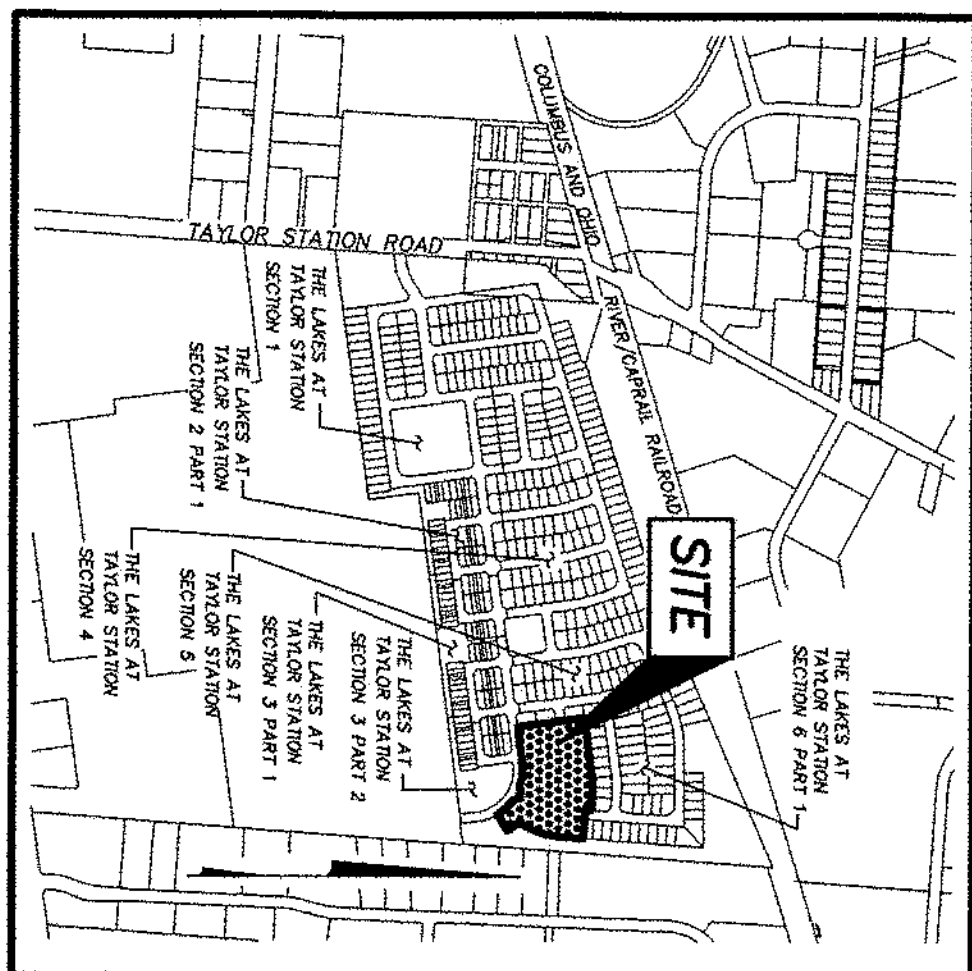 COLUMBUS AND OHIO
RIVER/CAPRAIL RAILROAD
TAYLOR STATION ROAD
SITE
THE LAKES AT
TAYLOR STATION
SECTION 6 PART 1
THE LAKES AT
TAYLOR STATION
SECTION 1
THE LAKES AT
TAYLOR STATION
SECTION 2 PART 1
THE LAKES AT
TAYLOR STATION
SECTION 3 PART 2
THE LAKES AT
TAYLOR STATION
SECTION 3 PART 1
THE LAKES AT
TAYLOR STATION
SECTION 5
THE LAKES AT
TAYLOR STATION
SECTION 4